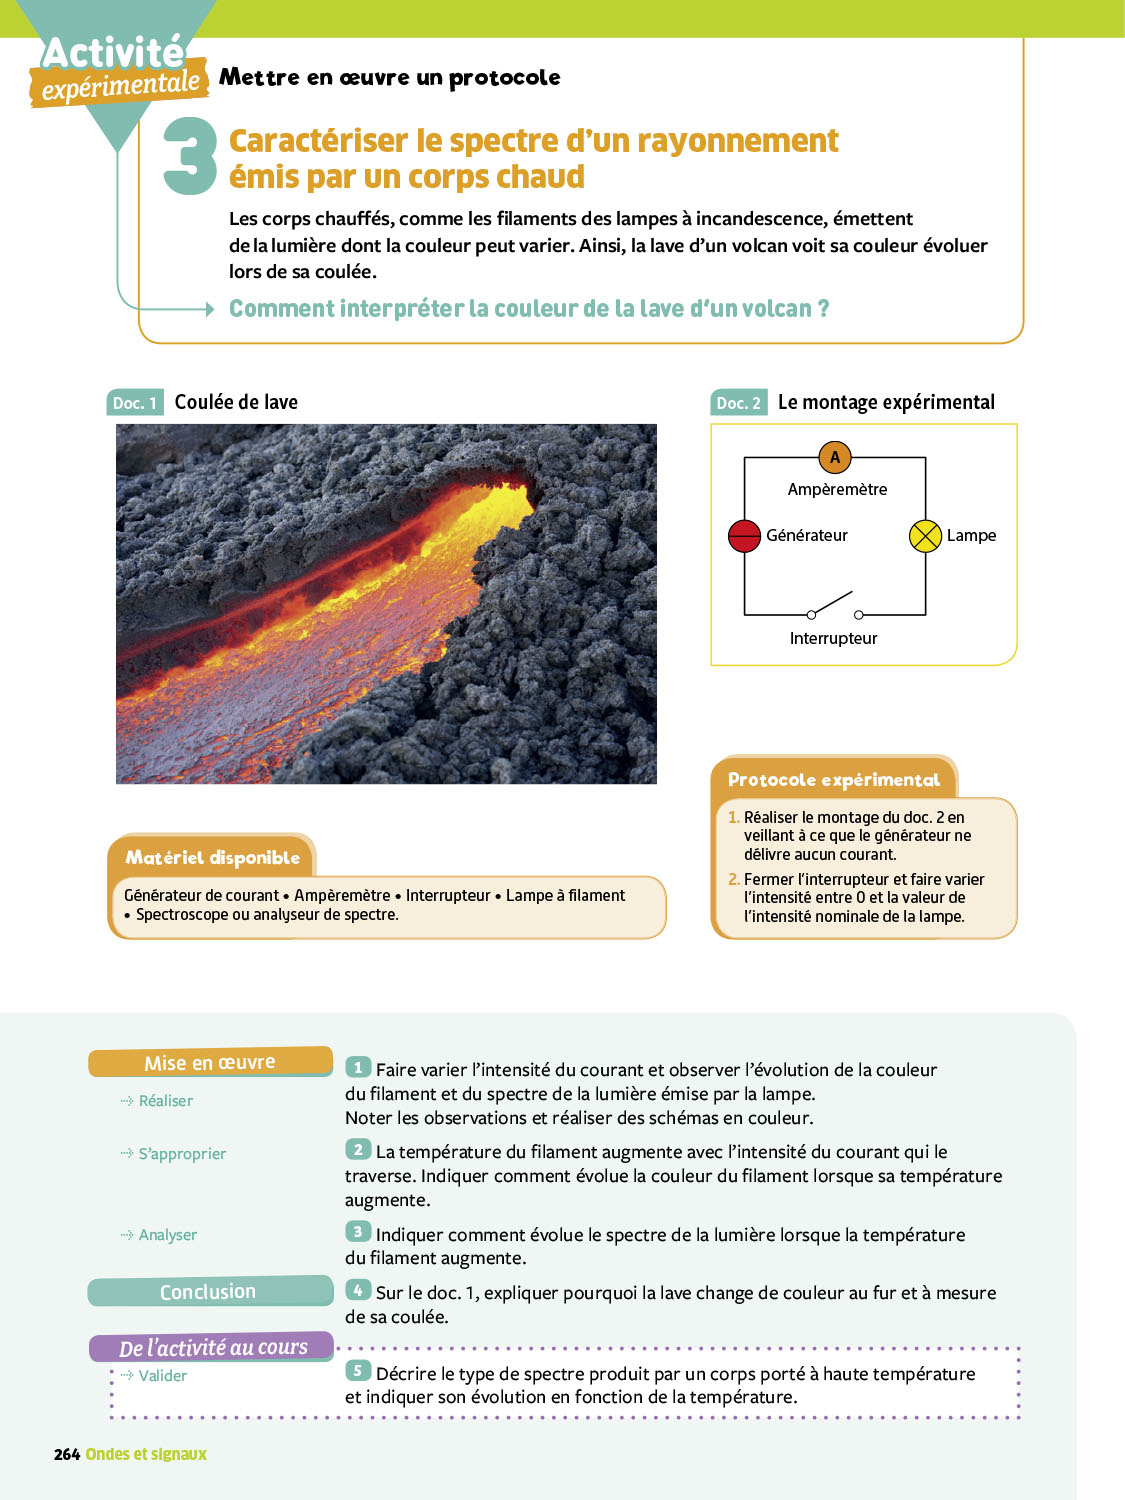 Activité
expérimentale
Mettre en œuvre un protocole
3
Caractériser le spectre d'un rayonnement
émis par un corps chaud
Les corps chauffés, comme les filaments des lampes à incandescence, émettent
de la lumière dont la couleur peut varier. Ainsi, la lave d'un volcan voit sa couleur évoluer
lors de sa coulée.
Comment interpréter la couleur de la lave d'un volcan ?
Doc. 1 Coulée de lave
Doc. 2 Le montage expérimental
A
Ampèremètre
Générateur
Lampe
Interrupteur
Matériel disponible
Générateur de courant • Ampèremètre • Interrupteur • Lampe à filament
• Spectroscope ou analyseur de spectre.
Protocole expérimental
1. Réaliser le montage du doc. 2 en
veillant à ce que le générateur ne
délivre aucun courant.
2. Fermer l'interrupteur et faire varier
l'intensité entre 0 et la valeur de
l'intensité nominale de la lampe.
Mise en œuvre
Réaliser
1 Faire varier l'intensité du courant et observer l'évolution de la couleur
du filament et du spectre de la lumière émise par la lampe.
Noter les observations et réaliser des schémas en couleur.
S'approprier
2 La température du filament augmente avec l'intensité du courant qui le
traverse. Indiquer comment évolue la couleur du filament lorsque sa température
augmente.
Analyser
3 Indiquer comment évolue le spectre de la lumière lorsque la température
du filament augmente.
Conclusion
4 Sur le doc. 1, expliquer pourquoi la lave change de couleur au fur et à mesure
de sa coulée.
De l'activité au cours
Valider
5 Décrire le type de spectre produit par un corps porté à haute température
et indiquer son évolution en fonction de la température.
264 Ondes et signaux